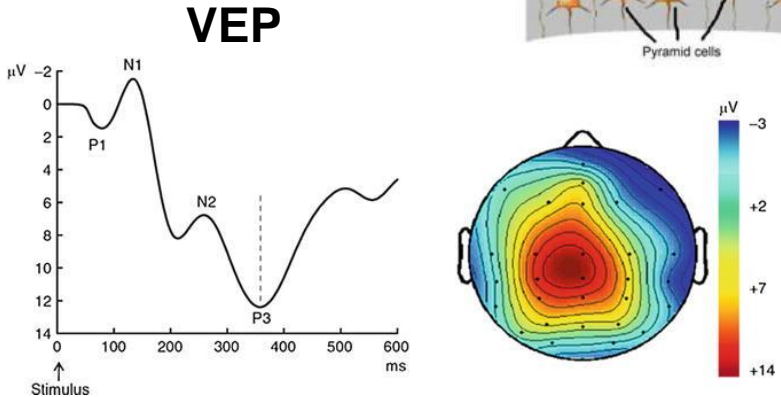 VEP
Pyramid cells
μV
-2
0
2
4
6
8
10
12
14
N1
P1
N2
P3
0 100 200 300 400 500 600
ms
Stimulus
μV
-3
+2
+7
+14